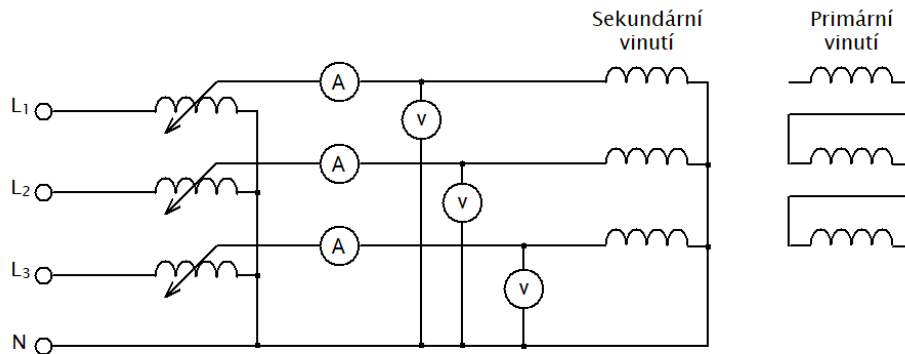 Sekundární
vinutí
Primární
vinutí
A
L1
V
L2
A
V
L3
A
V
N